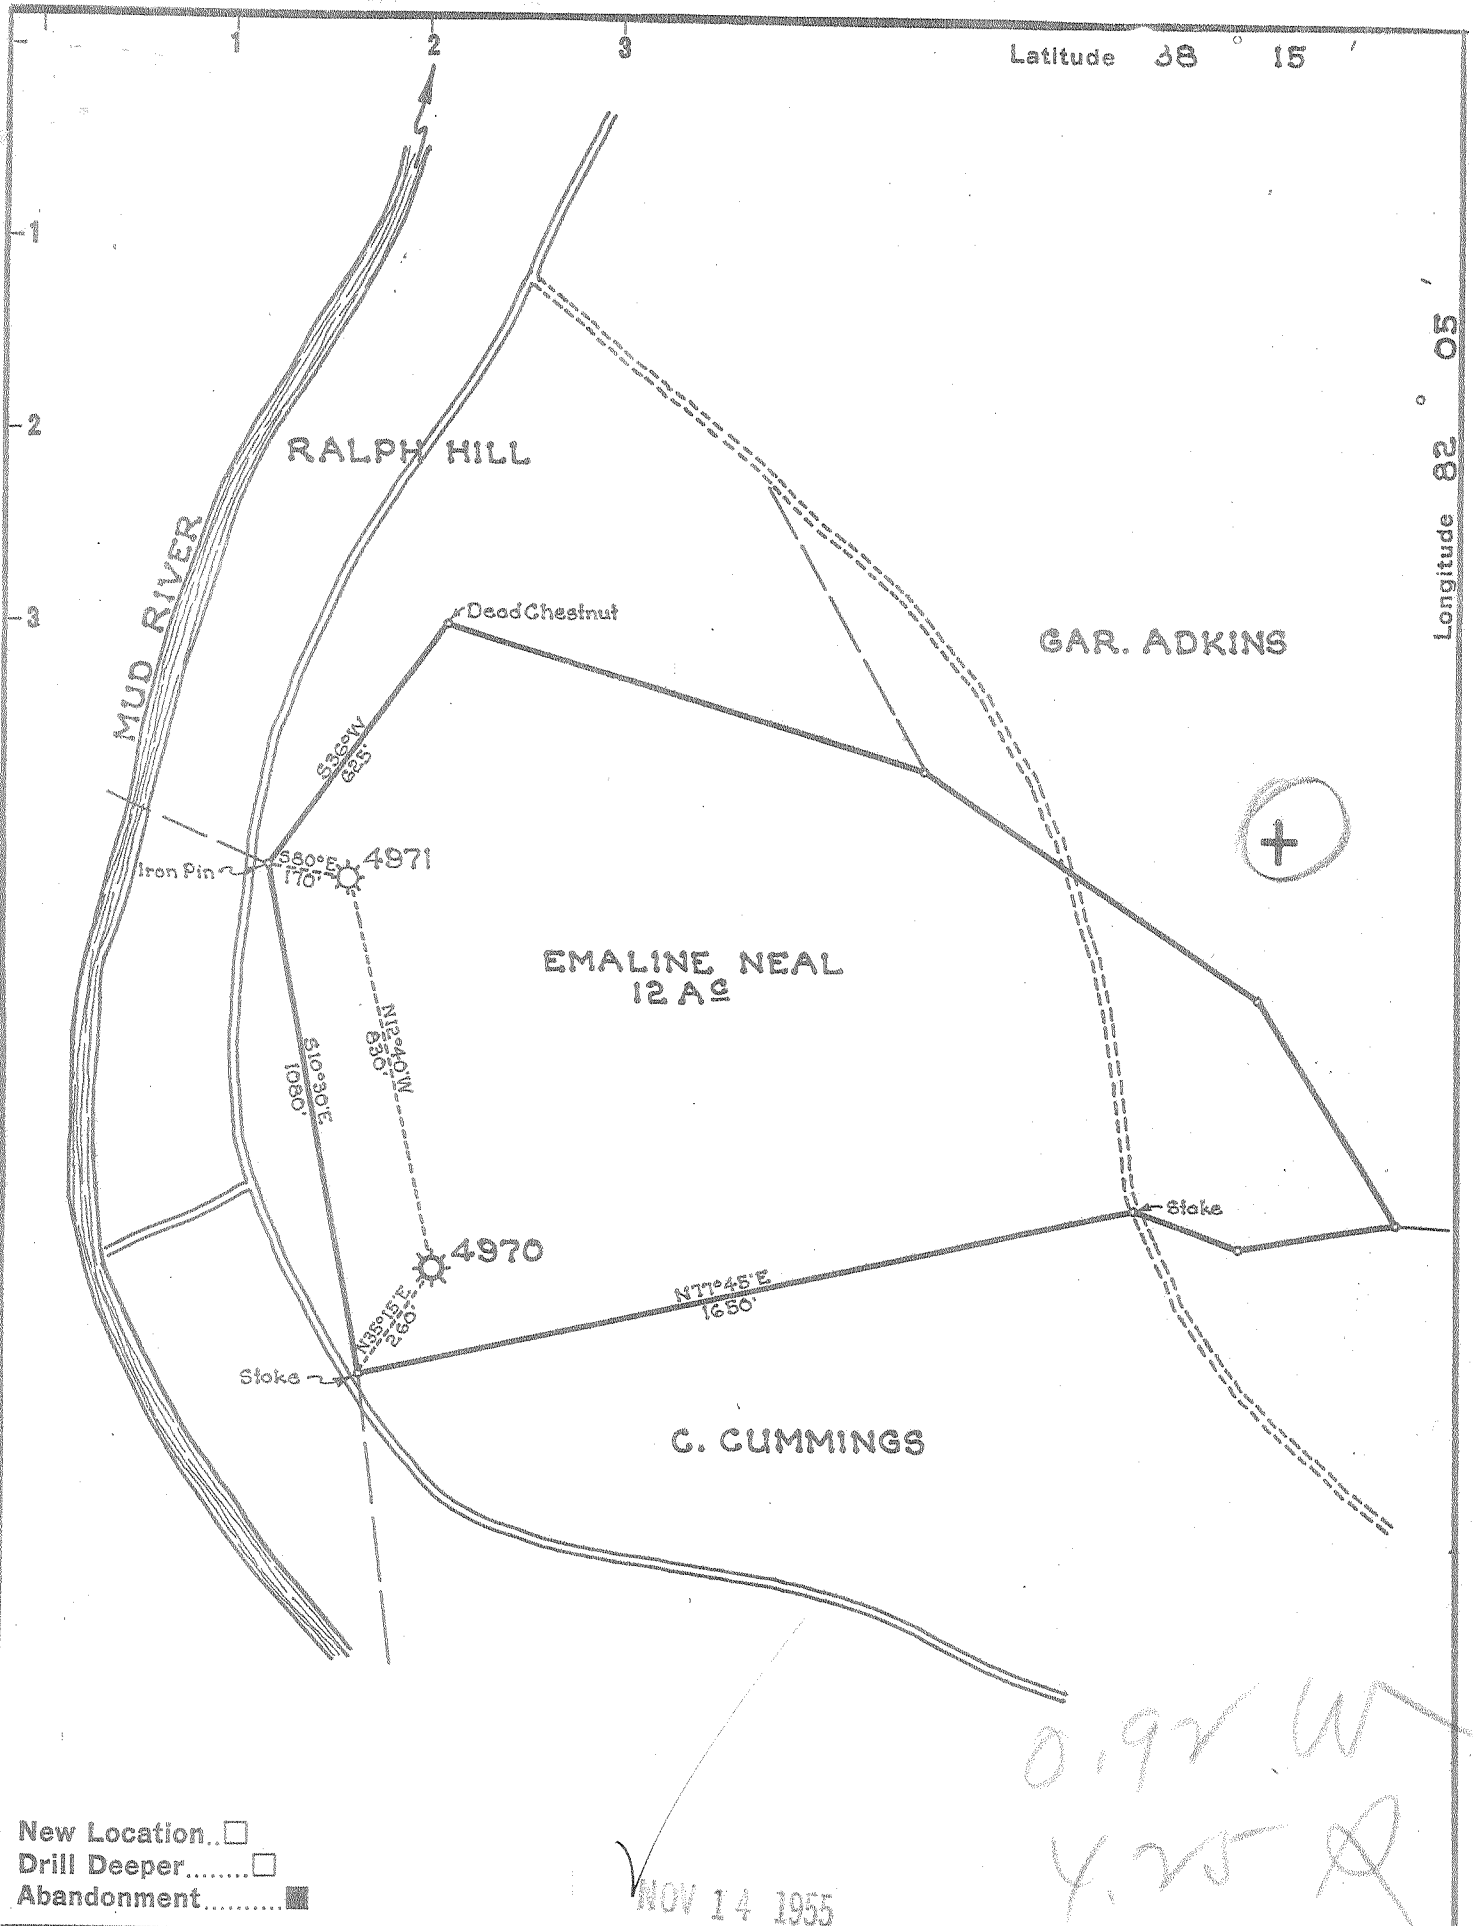 1 2 3
Latitude 38° 15'
1
2
3
Longitude 82° 05'
RALPH HILL
MUD RIVER
Dead Chestnut
GAR. ADKINS
S36°W
625'
Iron Pin
S80°E
170'
4971
EMALINE NEAL
12 Ac
N12°40'W
830'
S10°30'E
1080'
Stake
4970
N77°45'E
1650'
N35°15'E
260'
Stake
C. CUMMINGS
0.92 W
4.25 S
New Location..□
Drill Deeper........□
Abandonment..........■
NOV 14 1955